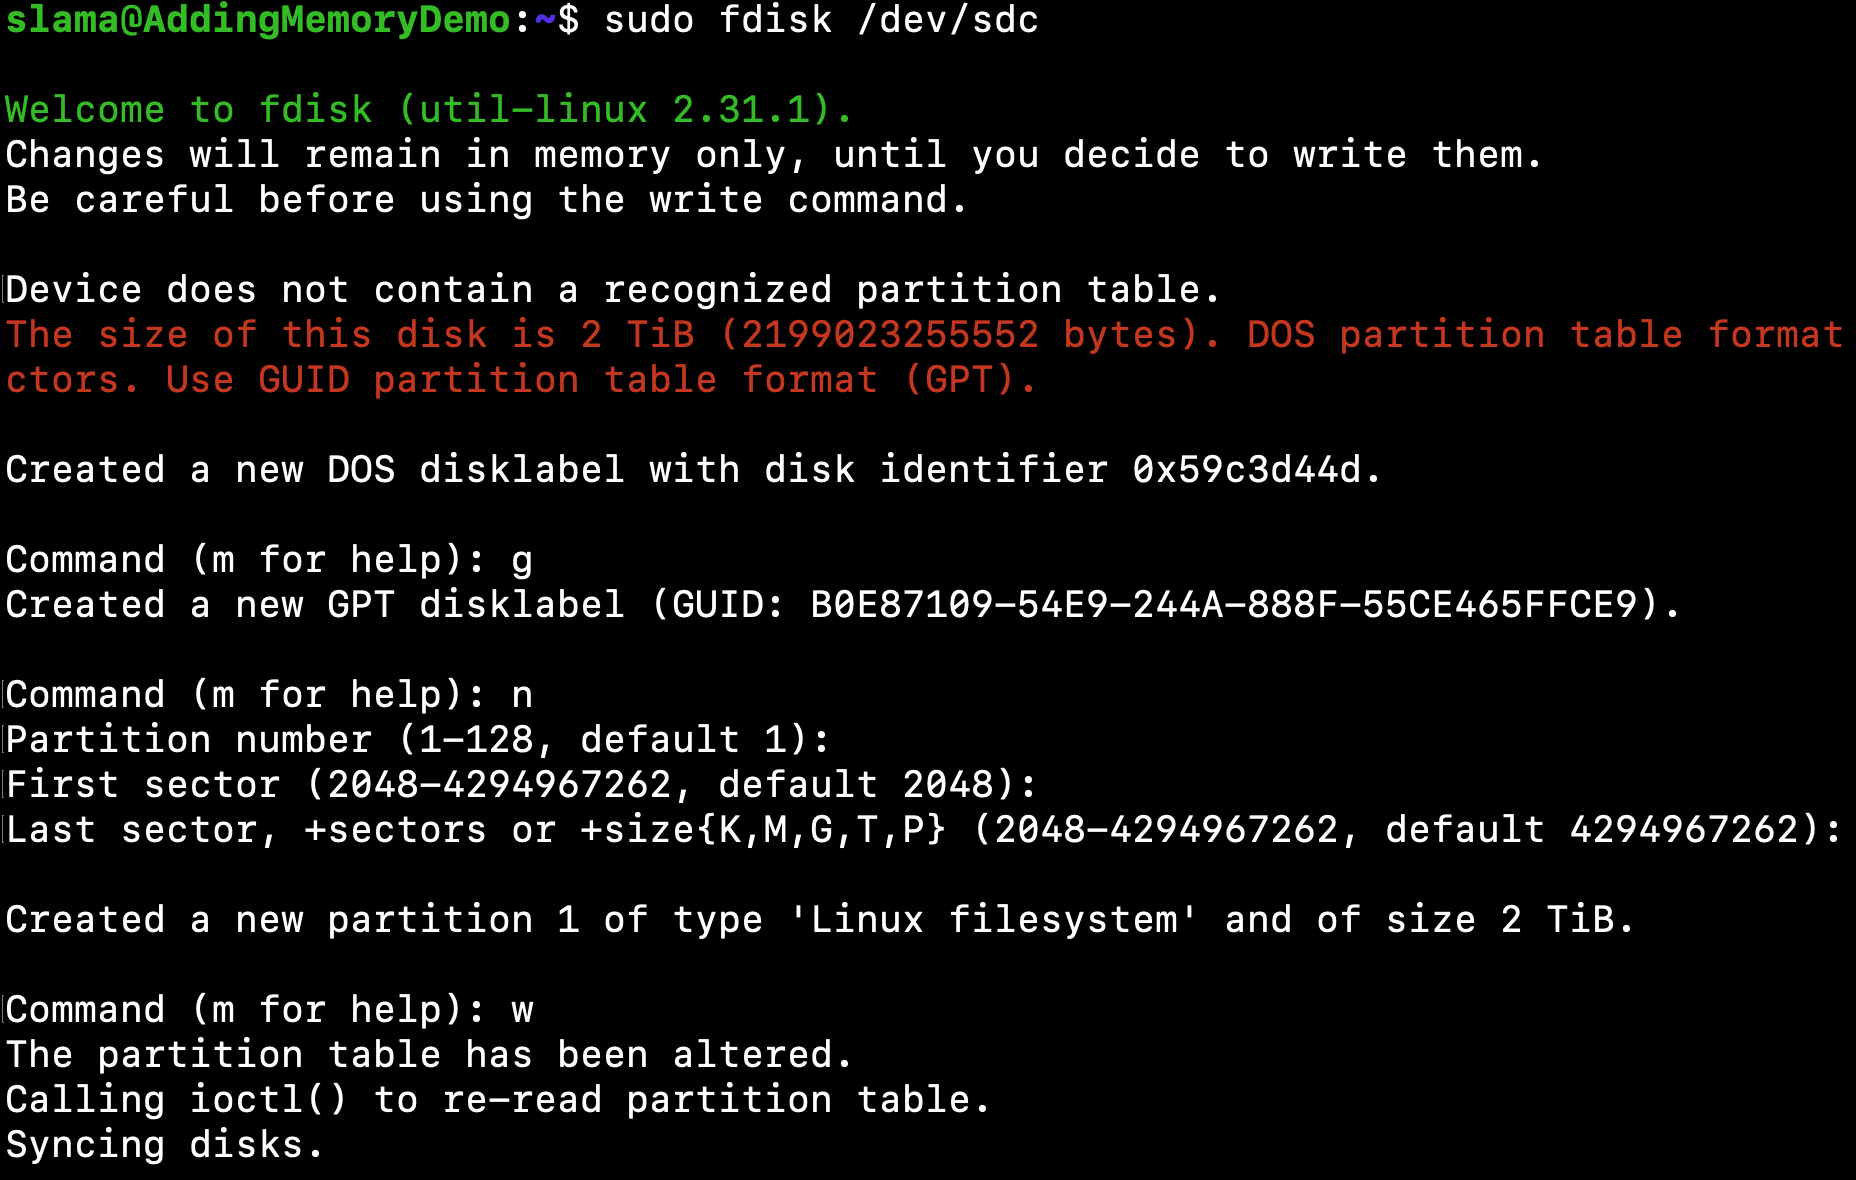 slama@AddingMemoryDemo:~$ sudo fdisk /dev/sdc
Welcome to fdisk (util-linux 2.31.1).
Changes will remain in memory only, until you decide to write them.
Be careful before using the write command.
Device does not contain a recognized partition table.
The size of this disk is 2 TiB (2199023255552 bytes). DOS partition table format
ctors. Use GUID partition table format (GPT).
Created a new DOS disklabel with disk identifier 0x59c3d44d.
Command (m for help): g
Created a new GPT disklabel (GUID: B0E87109-54E9-244A-888F-55CE465FFCE9).
Command (m for help): n
Partition number (1-128, default 1):
First sector (2048-4294967262, default 2048):
Last sector, +sectors or +size{K,M,G,T,P} (2048-4294967262, default 4294967262):
Created a new partition 1 of type 'Linux filesystem' and of size 2 TiB.
Command (m for help): w
The partition table has been altered.
Calling ioctl() to re-read partition table.
Syncing disks.